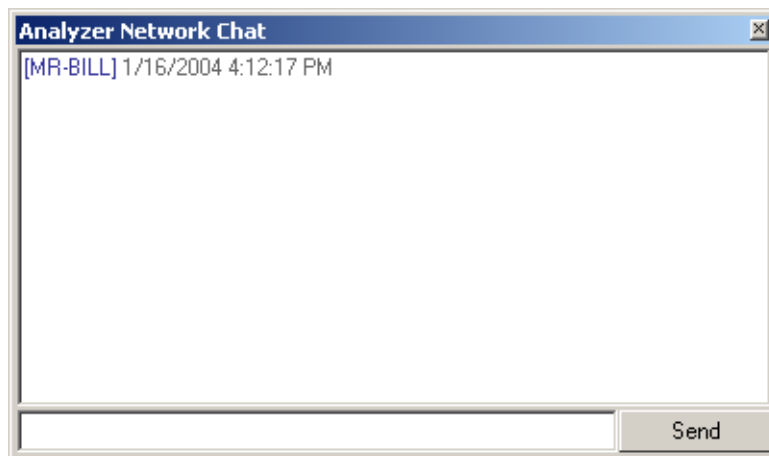 Analyzer Network Chat
[MR-BILL] 1/16/2004 4:12:17 PM
Send